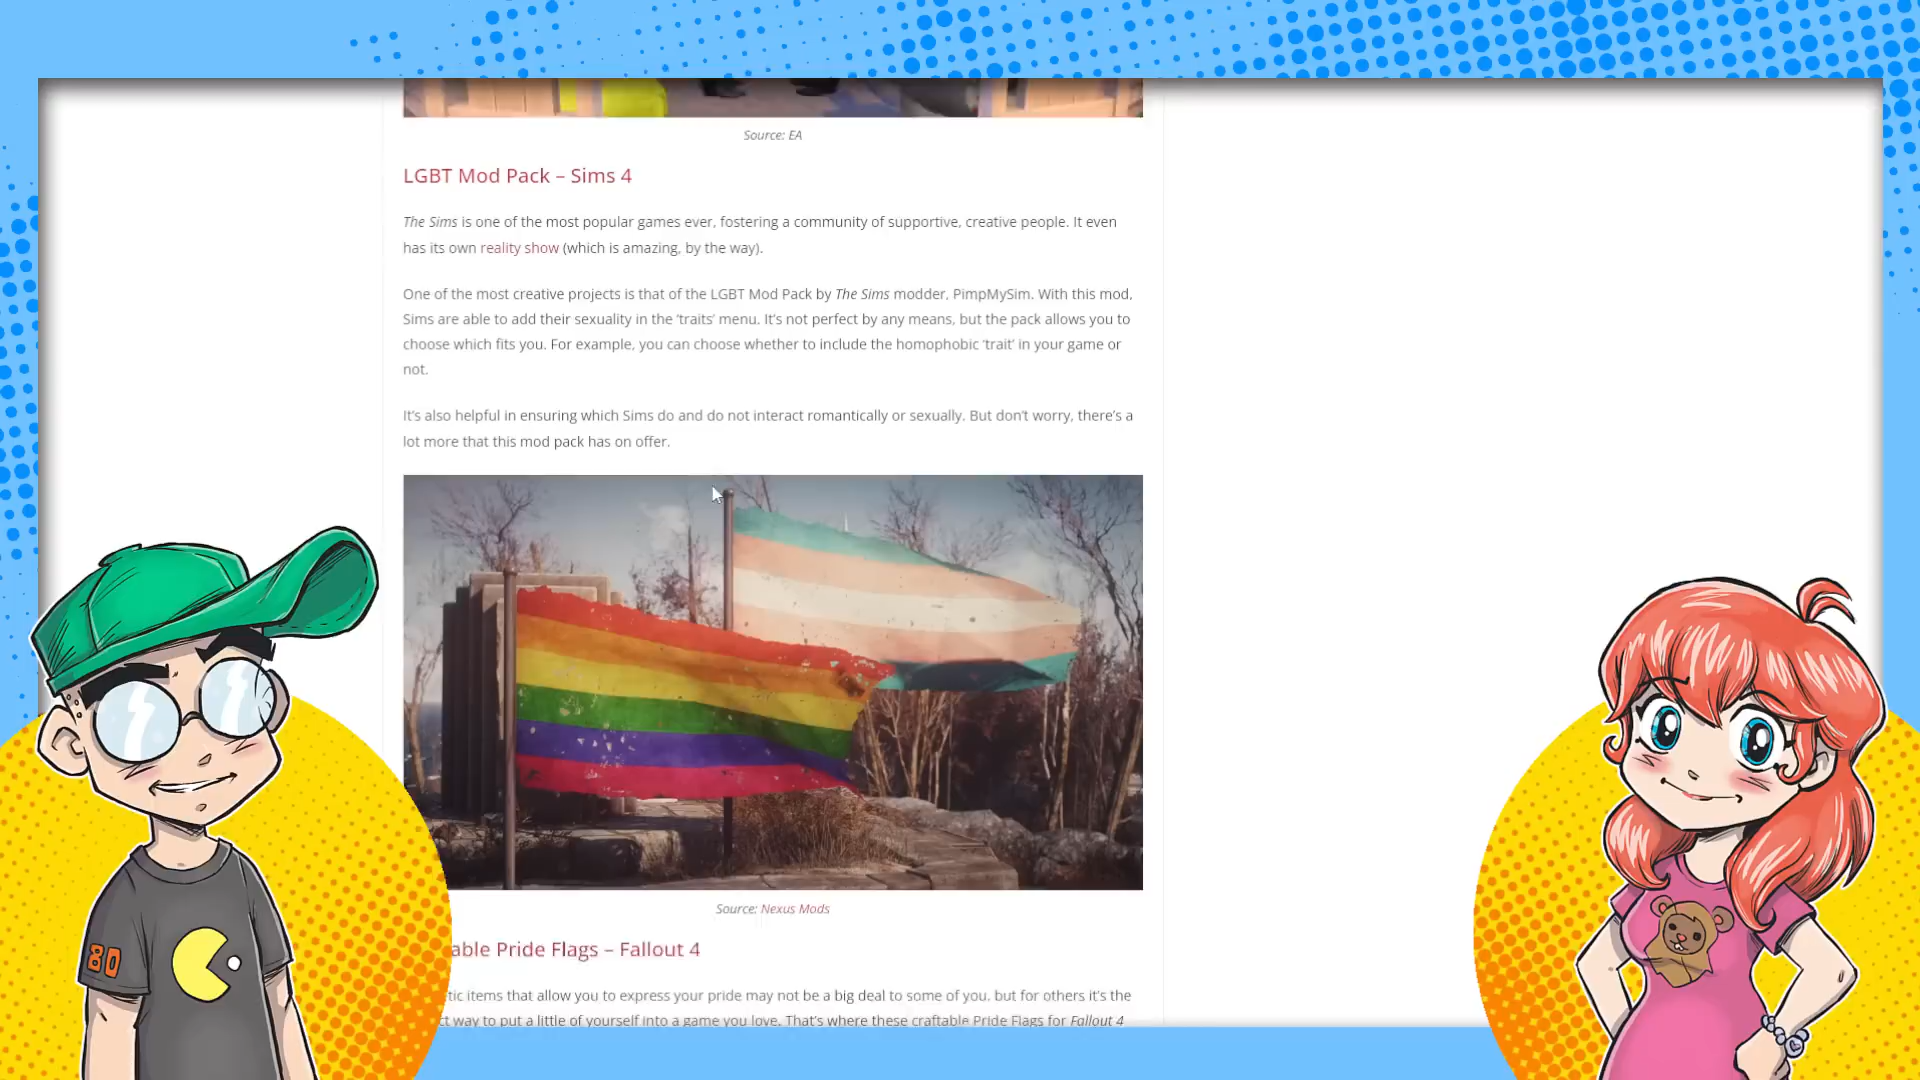 Source: EA
LGBT Mod Pack – Sims 4
The Sims is one of the most popular games ever, fostering a community of supportive, creative people. It even
has its own reality show (which is amazing, by the way).
One of the most creative projects is that of the LGBT Mod Pack by The Sims modder, PimpMySim. With this mod,
Sims are able to add their sexuality in the ‘traits’ menu. It’s not perfect by any means, but the pack allows you to
choose which fits you. For example, you can choose whether to include the homophobic ‘trait’ in your game or
not.
It’s also helpful in ensuring which Sims do and do not interact romantically or sexually. But don’t worry, there’s a
lot more that this mod pack has on offer.
Source: Nexus Mods
able Pride Flags – Fallout 4
tic items that allow you to express your pride may not be a big deal to some of you, but for others it’s the
ct way to put a little of yourself into a game you love. That’s where these craftable Pride Flags for Fallout 4
80